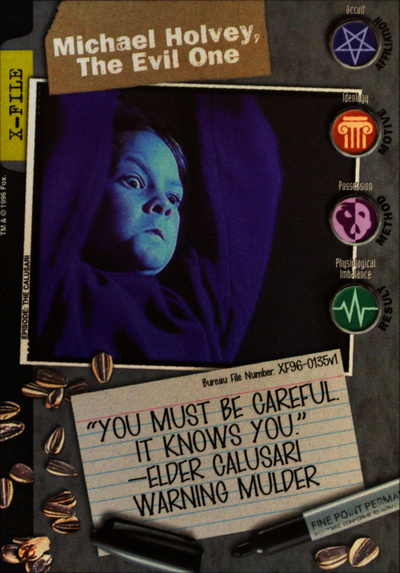 Michael Holvey,
The Evil One
X-FILE
TM & © 1996 Fox.
EPISODE: THE CALUSARI
Occult
AFFILIATION
Ideology
MOTIVE
Possession
METHOD
Physiological
Imbalance
RESULT
Bureau File Number: XF96-0135v1
"YOU MUST BE CAREFUL.
IT KNOWS YOU."
—ELDER CALUSARI
WARNING MULDER
FINE POINT PERMA